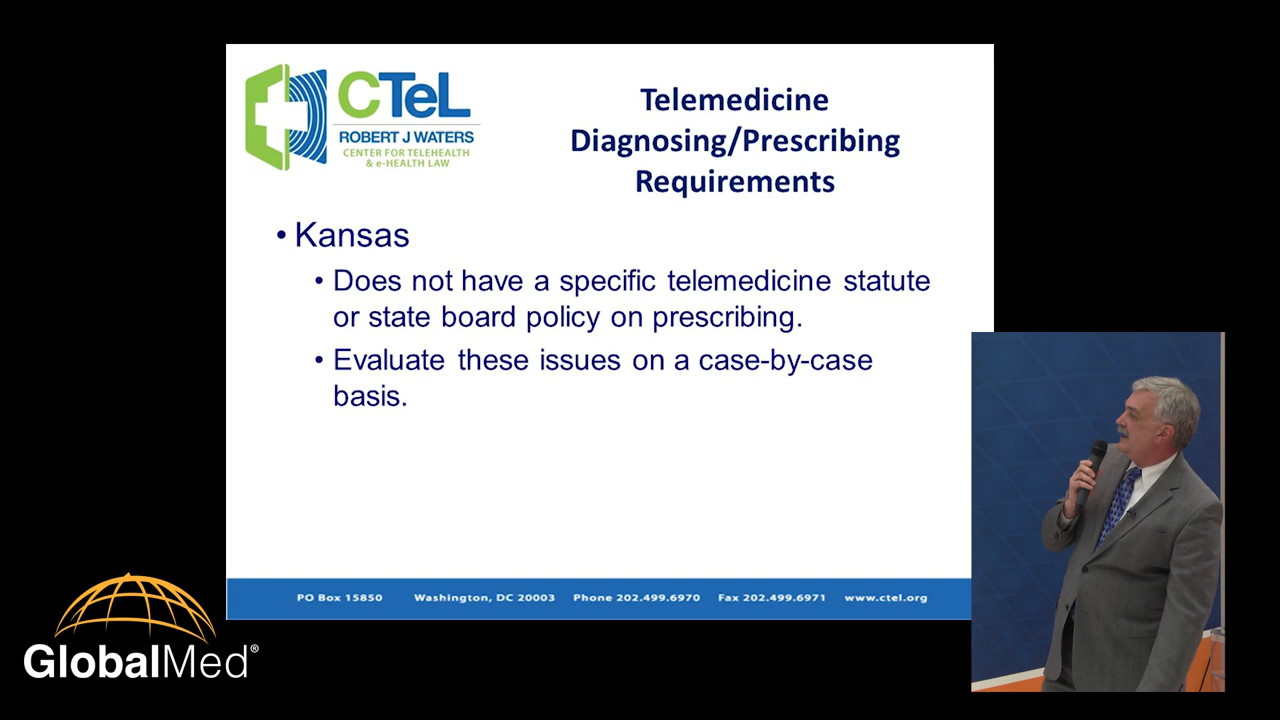 CTeL
ROBERT J WATERS
CENTER FOR TELEHEALTH
& e-HEALTH LAW
Telemedicine
Diagnosing/Prescribing
Requirements
• Kansas
• Does not have a specific telemedicine statute
or state board policy on prescribing.
• Evaluate these issues on a case-by-case
basis.
PO Box 15850 Washington, DC 20003 Phone 202.499.6970 Fax 202.499.6971 www.ctel.org
GlobalMed®